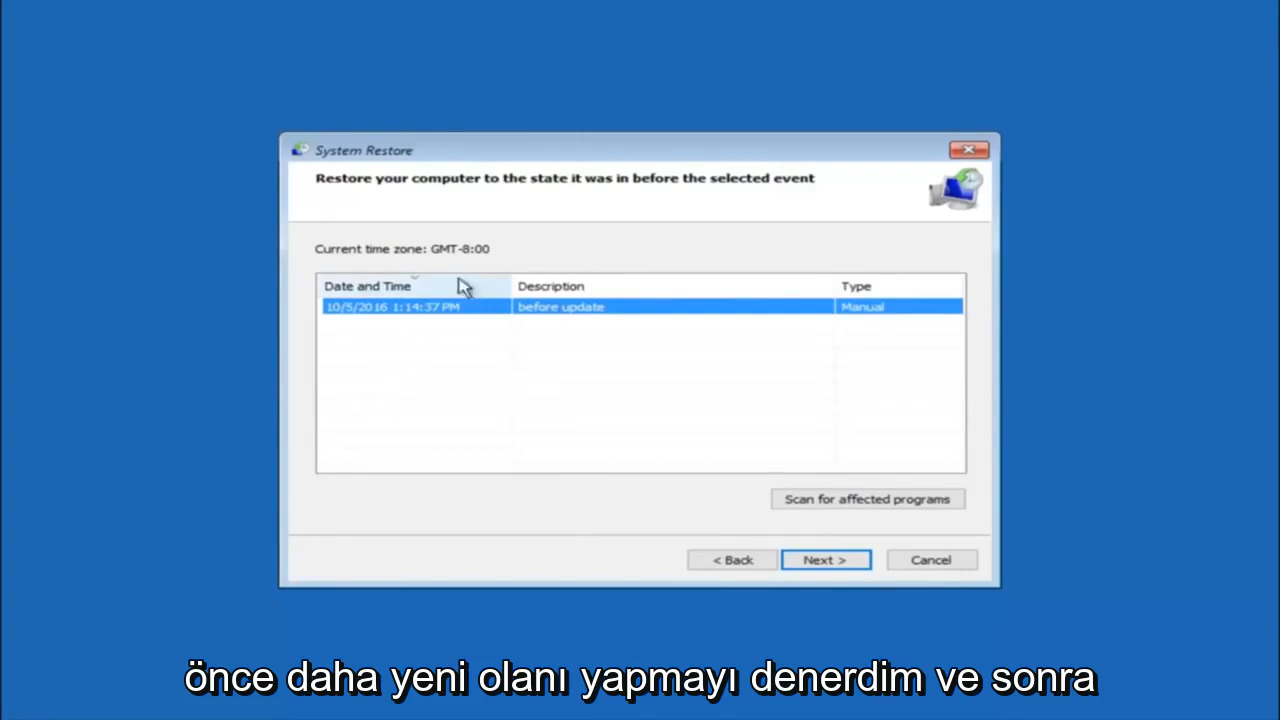 System Restore
Restore your computer to the state it was in before the selected event
Current time zone: GMT-8:00
Date and Time Description Type
10/5/2016 1:14:37 PM before update Manual
Scan for affected programs
< Back Next > Cancel
önce daha yeni olanı yapmayı denerdim ve sonra